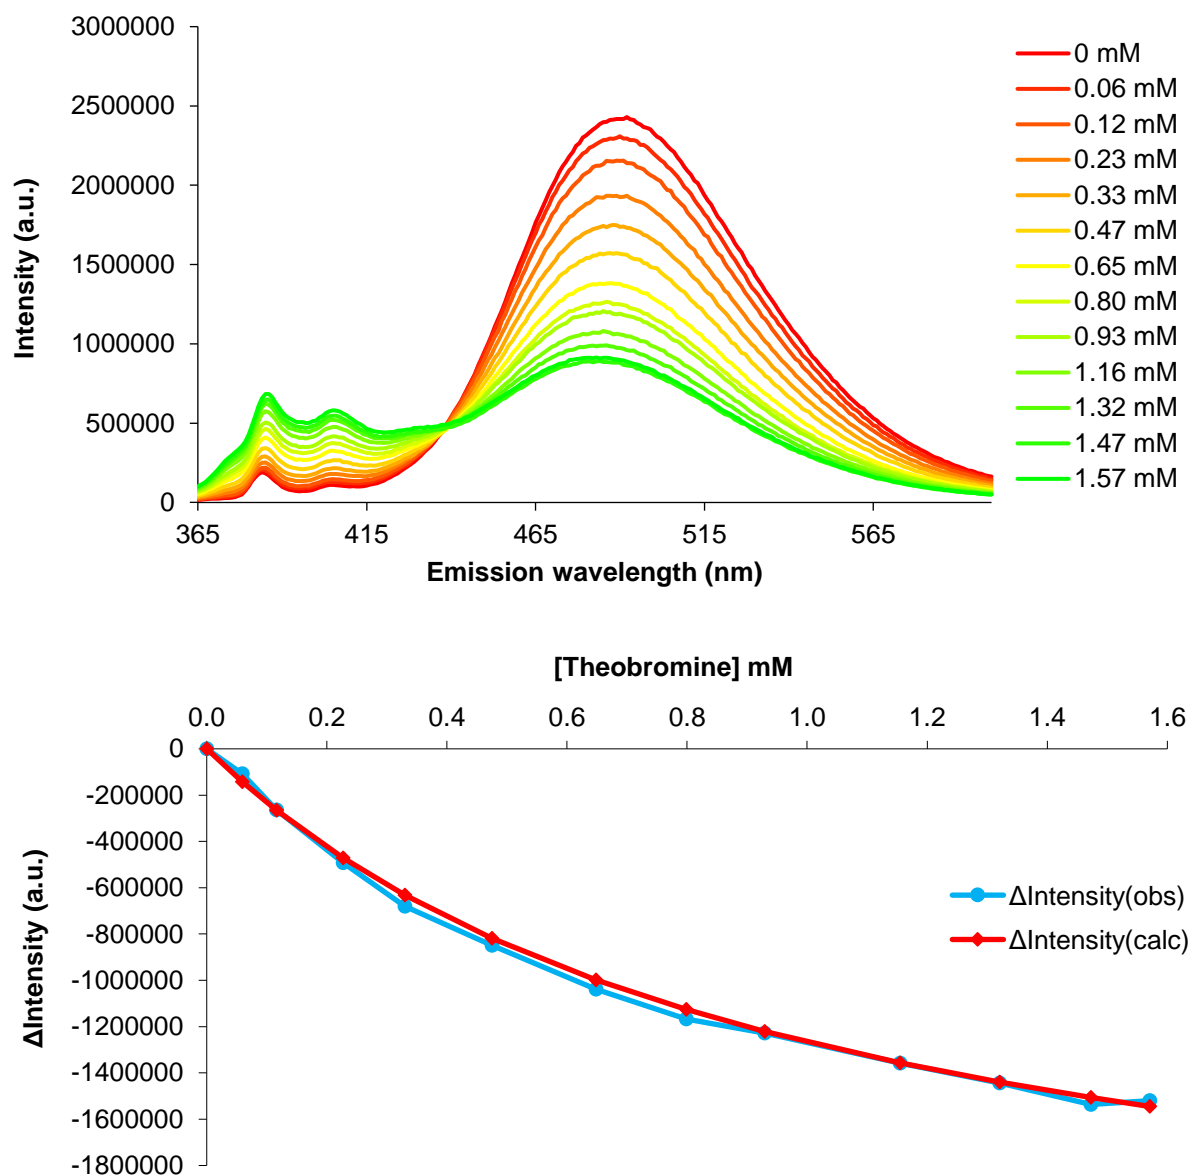 3000000
2500000
2000000
1500000
1000000
500000
0
Intensity (a.u.)
365 415 465 515 565
Emission wavelength (nm)
0 mM
0.06 mM
0.12 mM
0.23 mM
0.33 mM
0.47 mM
0.65 mM
0.80 mM
0.93 mM
1.16 mM
1.32 mM
1.47 mM
1.57 mM
[Theobromine] mM
0.0 0.2 0.4 0.6 0.8 1.0 1.2 1.4 1.6
0
-200000
-400000
-600000
-800000
-1000000
-1200000
-1400000
-1600000
-1800000
ΔIntensity (a.u.)
ΔIntensity(obs)
ΔIntensity(calc)